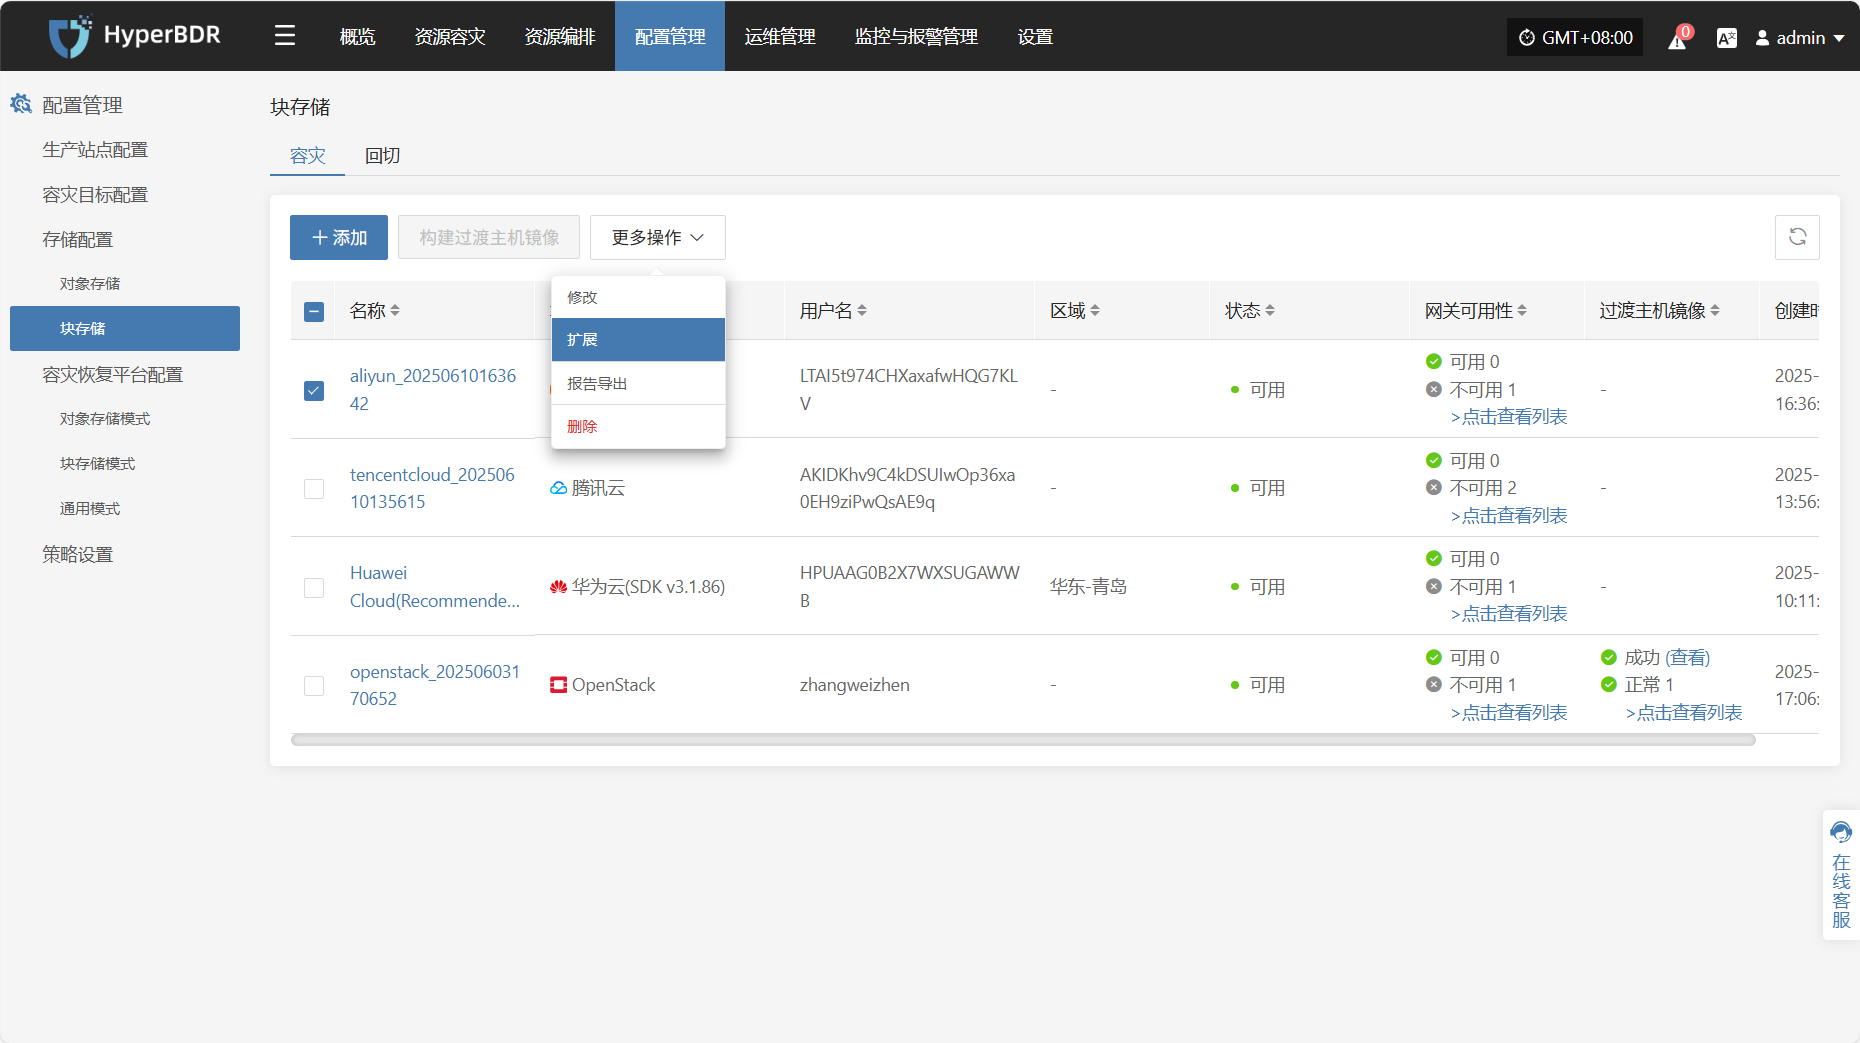 HyperBDR
概览
资源容灾
资源编排
配置管理
运维管理
监控与报警管理
设置
GMT+08:00
0
admin
配置管理
生产站点配置
容灾目标配置
存储配置
对象存储
块存储
容灾恢复平台配置
对象存储模式
块存储模式
通用模式
策略设置
块存储
容灾
回切
添加
构建过渡主机镜像
更多操作
修改
扩展
报告导出
删除
名称
用户名
区域
状态
网关可用性
过渡主机镜像
创建时
aliyun_202506101636
42
LTAI5t974CHXaxafwHQG7KL
V
-
可用
可用 0
不可用 1
>点击查看列表
-
2025-
16:36:
tencentcloud_202506
10135615
腾讯云
AKIDKhv9C4kDSUIwOp36xa
0EH9ziPwQsAE9q
-
可用
可用 0
不可用 2
>点击查看列表
-
2025-
13:56:
Huawei
Cloud(Recommende...
华为云(SDK v3.1.86)
HPUAAG0B2X7WXSUGAWW
B
华东-青岛
可用
可用 0
不可用 1
>点击查看列表
-
2025-
10:11:
openstack_202506031
70652
OpenStack
zhangweizhen
-
可用
可用 0
不可用 1
>点击查看列表
成功 (查看)
正常 1
>点击查看列表
2025-
17:06:
在线客服